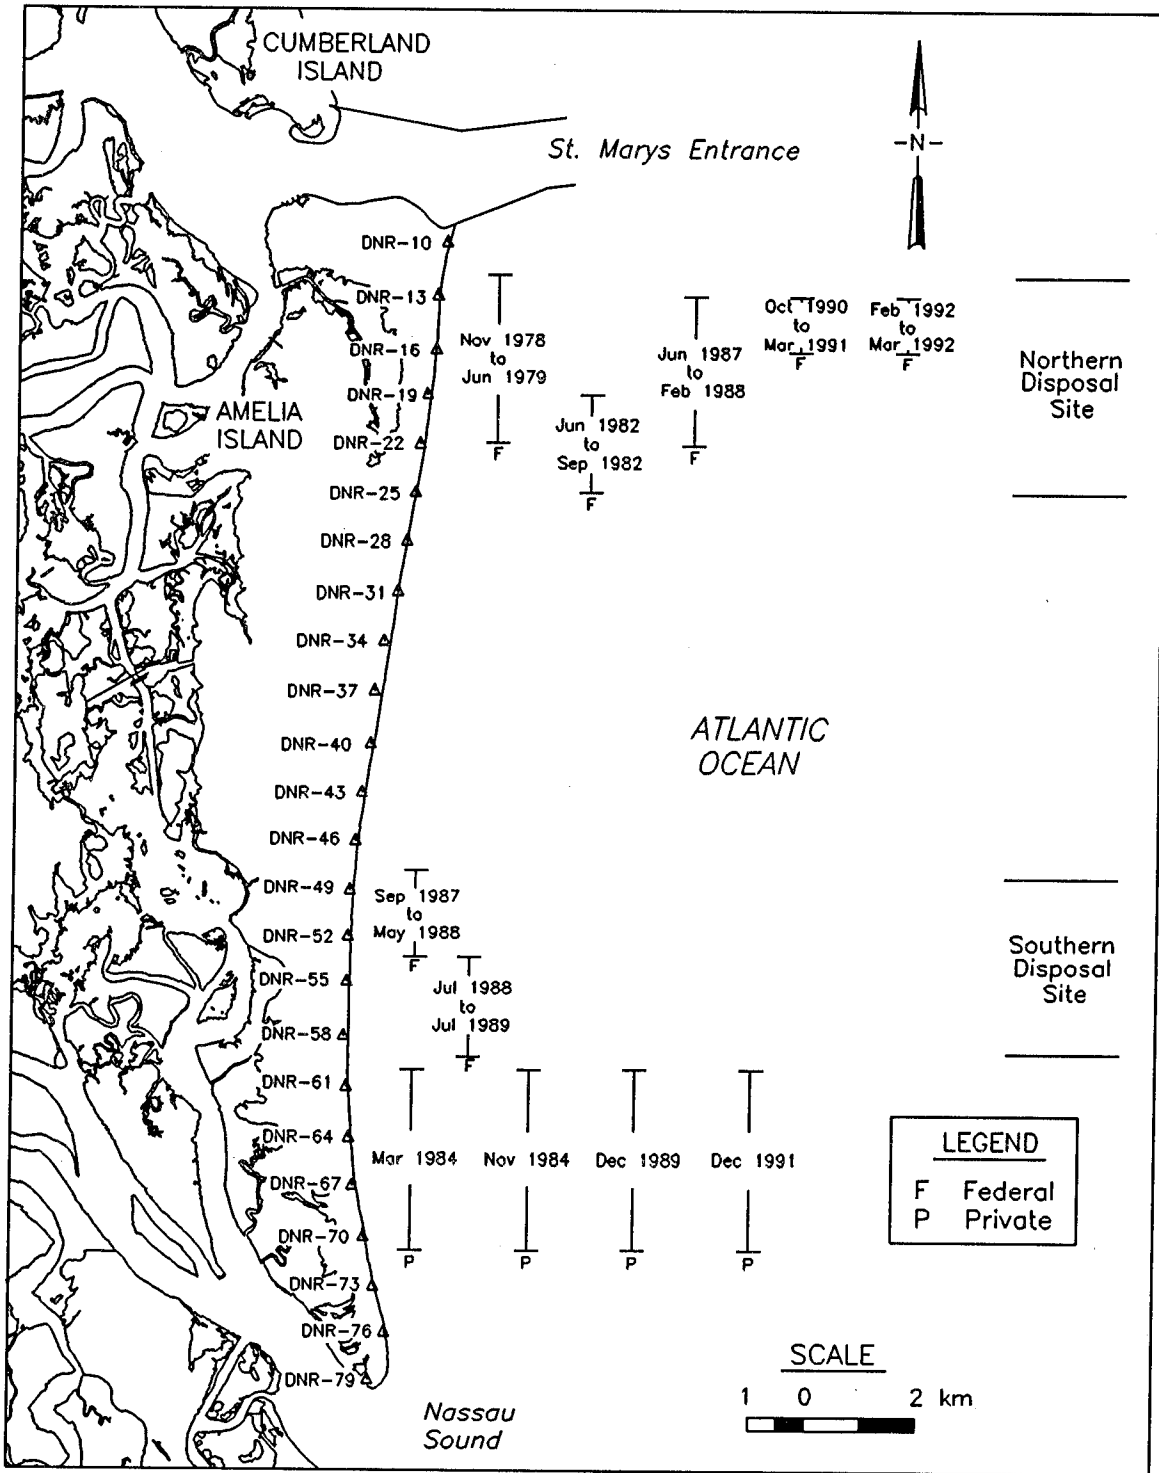 CUMBERLAND
ISLAND
St. Marys Entrance
-N-
DNR-10
DNR-13
DNR-16
DNR-19
AMELIA
ISLAND
DNR-22
DNR-25
DNR-28
DNR-31
DNR-34
DNR-37
DNR-40
DNR-43
DNR-46
DNR-49
DNR-52
DNR-55
DNR-58
DNR-61
DNR-64
DNR-67
DNR-70
DNR-73
DNR-76
DNR-79
Nov 1978
to
Jun 1979
F
Jun 1982
to
Sep 1982
F
Jun 1987
to
Feb 1988
F
Oct 1990
to
Mar 1991
F
Feb 1992
to
Mar 1992
F
Northern
Disposal
Site
ATLANTIC
OCEAN
Sep 1987
to
May 1988
F
Jul 1988
to
Jul 1989
F
Southern
Disposal
Site
Mar 1984
P
Nov 1984
P
Dec 1989
P
Dec 1991
P
LEGEND
F Federal
P Private
SCALE
1 0 2 km
Nassau
Sound